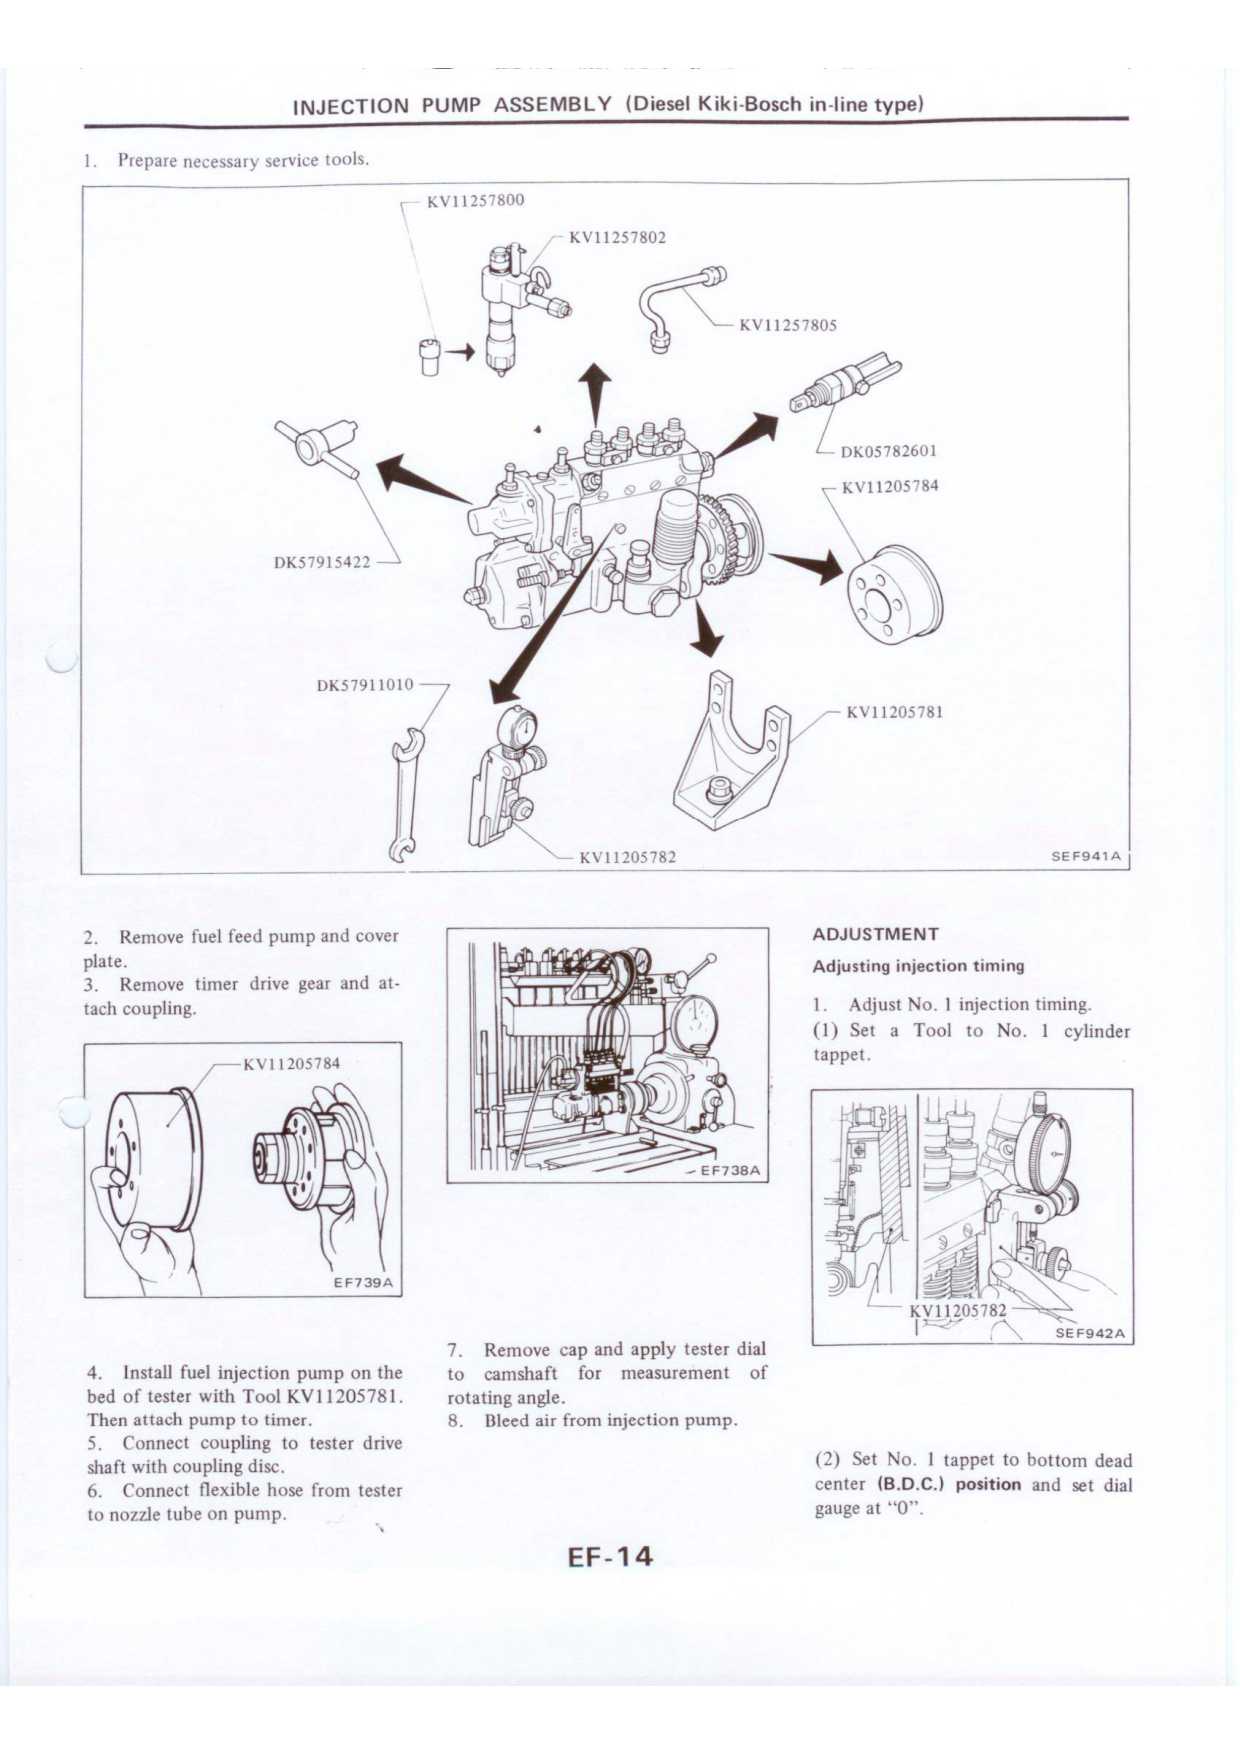 INJECTION PUMP ASSEMBLY (Diesel Kiki-Bosch in-line type)
1. Prepare necessary service tools.
KV11257800
KV11257802
KV11257805
DK05782601
KV11205784
DK57915422
DK57911010
KV11205781
KV11205782
SEF941A
2. Remove fuel feed pump and cover
plate.
3. Remove timer drive gear and at-
tach coupling.
KV11205784
EF739A
4. Install fuel injection pump on the
bed of tester with Tool KV11205781.
Then attach pump to timer.
5. Connect coupling to tester drive
shaft with coupling disc.
6. Connect flexible hose from tester
to nozzle tube on pump.
EF738A
7. Remove cap and apply tester dial
to camshaft for measurement of
rotating angle.
8. Bleed air from injection pump.
ADJUSTMENT
Adjusting injection timing
1. Adjust No. 1 injection timing.
(1) Set a Tool to No. 1 cylinder
tappet.
KV11205782
SEF942A
(2) Set No. 1 tappet to bottom dead
center (B.D.C.) position and set dial
gauge at “0”.
EF-14